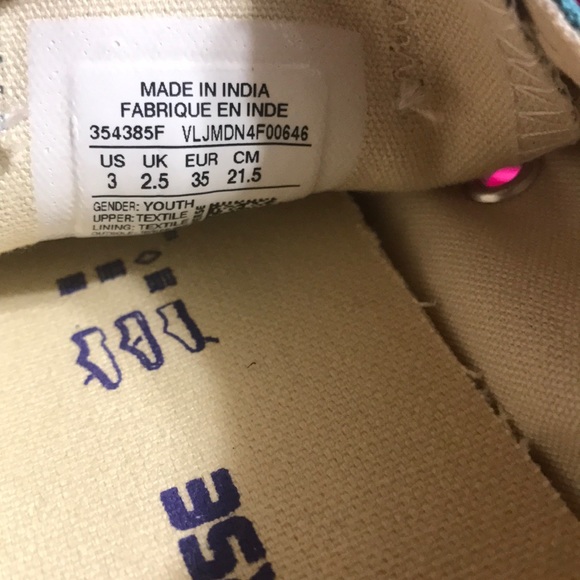 MADE IN INDIA
FABRIQUE EN INDE
354385F VLJMDN4F00646
US UK EUR CM
3 2.5 35 21.5
GENDER: YOUTH
UPPER: TEXTILE
LINING: TEXTILE
RSE